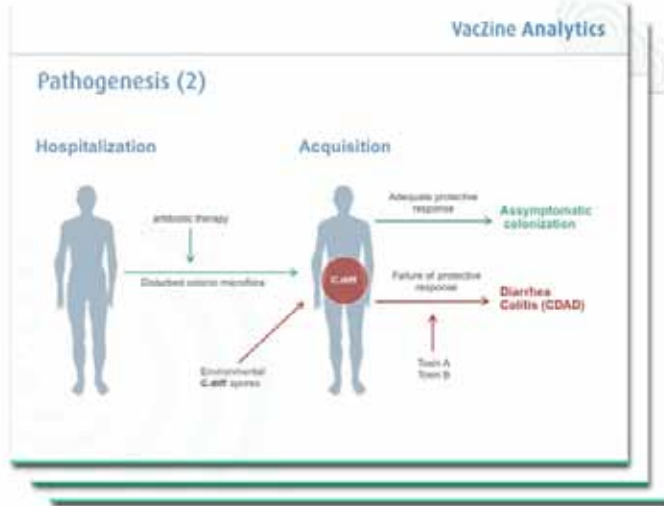 VacZine Analytics
Pathogenesis (2)
Hospitalization
Acquisition
antibiotic therapy
Disturbed colonic microflora
Environmental
C.diff spores
C.diff
Adequate protective
response
Assymptomatic
colonization
Failure of protective
response
Diarrhea
Colitis (CDAD)
Toxin A
Toxin B